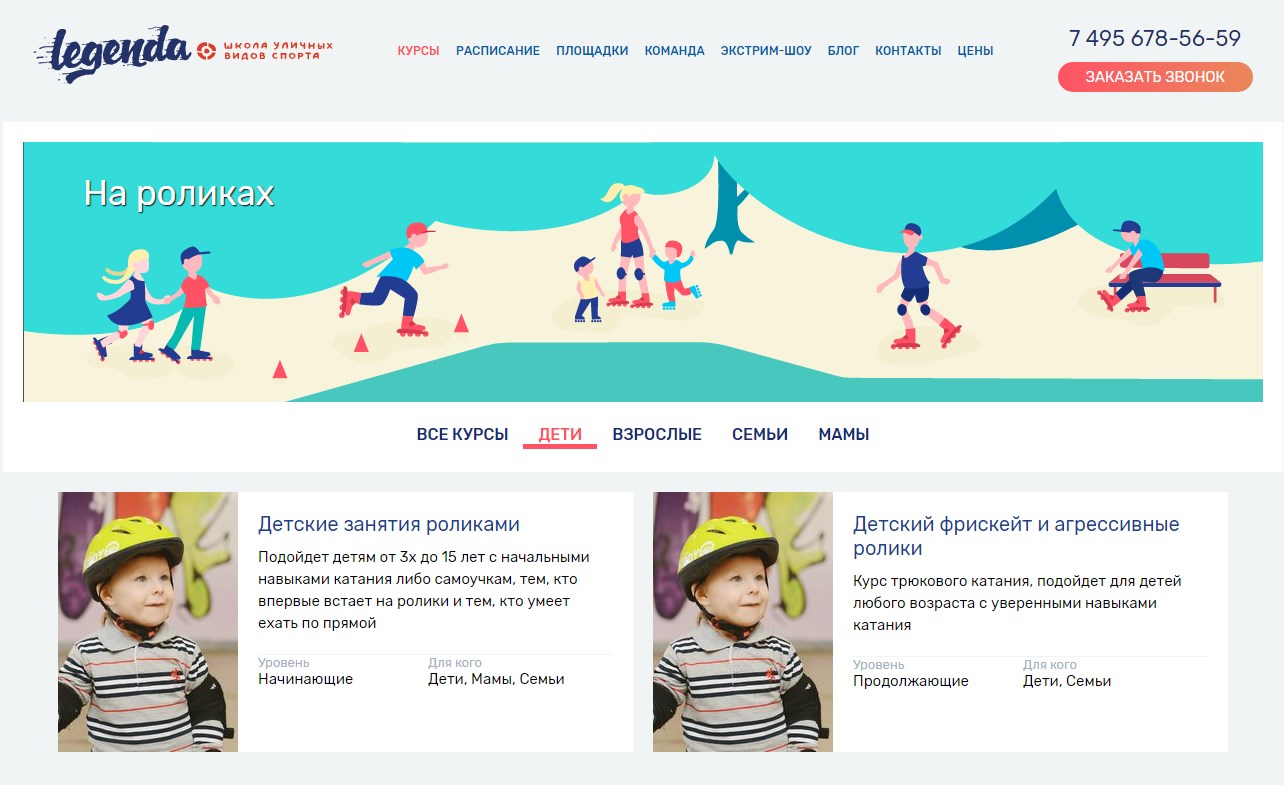 legenda
ШКОЛА УЛИЧНЫХ
ВИДОВ СПОРТА
КУРСЫ РАСПИСАНИЕ ПЛОЩАДКИ КОМАНДА ЭКСТРИМ-ШОУ БЛОГ КОНТАКТЫ ЦЕНЫ
7 495 678-56-59
ЗАКАЗАТЬ ЗВОНОК
На роликах
ВСЕ КУРСЫ ДЕТИ ВЗРОСЛЫЕ СЕМЬИ МАМЫ
Детские занятия роликами
Подойдет детям от 3х до 15 лет с начальными
навыками катания либо самоучкам, тем, кто
впервые встает на ролики и тем, кто умеет
ехать по прямой
Уровень Для кого
Начинающие Дети, Мамы, Семьи
Детский фрискейт и агрессивные
ролики
Курс трюкового катания, подойдет для детей
любого возраста с уверенными навыками
катания
Уровень Для кого
Продолжающие Дети, Семьи